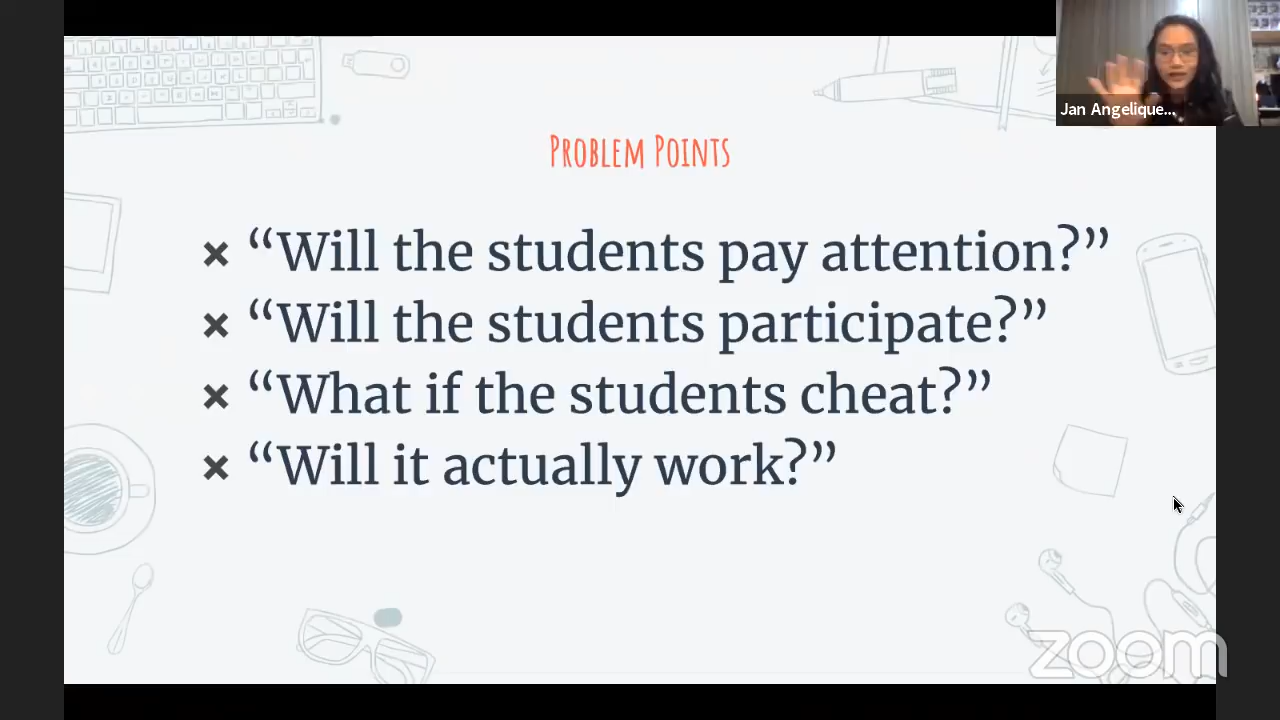 Jan Angelique...
Problem Points
× “Will the students pay attention?”
× “Will the students participate?”
× “What if the students cheat?”
× “Will it actually work?”
zoom